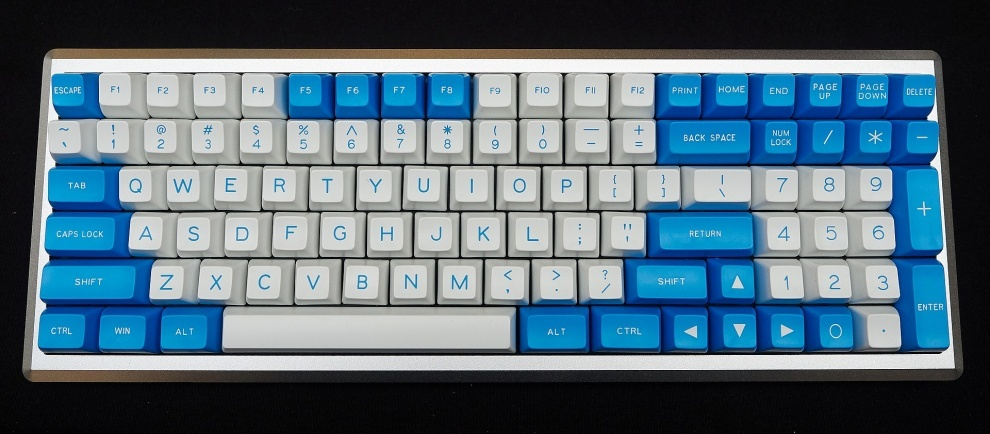 ESCAPE F1 F2 F3 F4 F5 F6 F7 F8 F9 F10 F11 F12 PRINT HOME END PAGE UP PAGE DOWN DELETE
~ ` ! 1 @ 2 # 3 $ 4 % 5 ^ 6 & 7 * 8 ( 9 ) 0 — - + = BACK SPACE NUM LOCK / * -
TAB Q W E R T Y U I O P { [ } ] | \ 7 8 9 +
CAPS LOCK A S D F G H J K L : ; " ' RETURN 4 5 6
SHIFT Z X C V B N M < , > . ? / SHIFT ▲ 1 2 3 ENTER
CTRL WIN ALT ALT CTRL ◀ ▼ ▶ 0 .